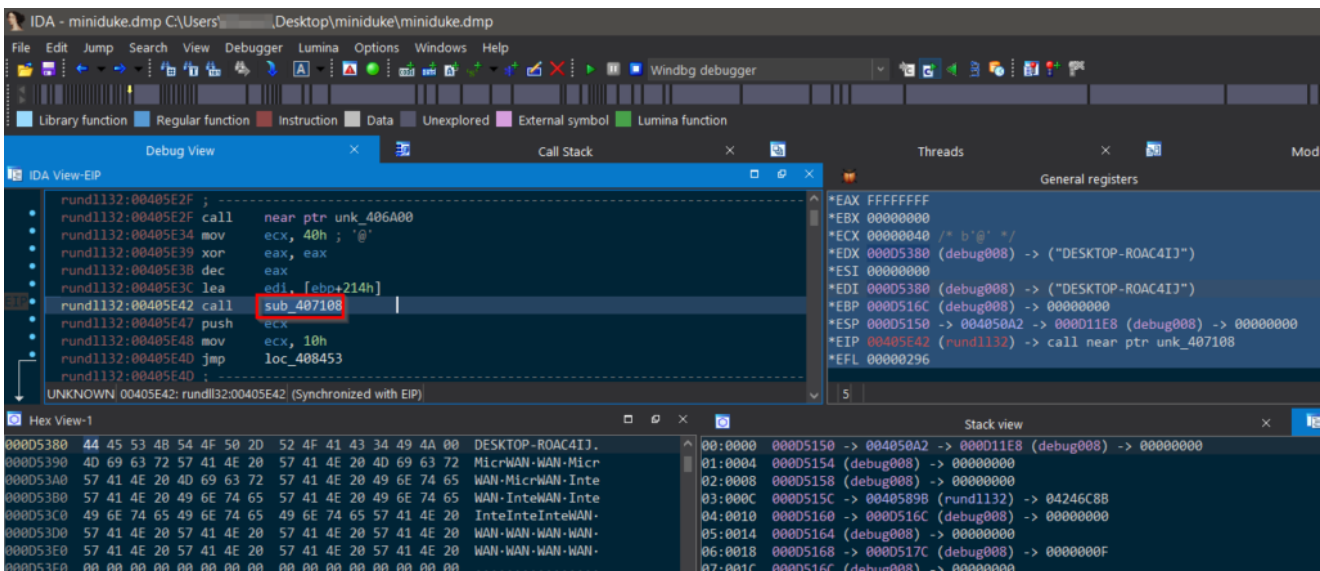 IDA - miniduke.dmp C:\Users\ \Desktop\miniduke\miniduke.dmp
File Edit Jump Search View Debugger Lumina Options Windows Help
Windbg debugger
Library function Regular function Instruction Data Unexplored External symbol Lumina function
Debug View Call Stack Threads Mod
IDA View-EIP General registers
rundll32:00405E2F ; ---
rundll32:00405E2F call near ptr unk_406A00
rundll32:00405E34 mov ecx, 40h ; '@'
rundll32:00405E39 xor eax, eax
rundll32:00405E3B dec eax
rundll32:00405E3C lea edi, [ebp+214h]
EIP rundll32:00405E42 call sub_407108
rundll32:00405E47 push ecx
rundll32:00405E48 mov ecx, 10h
rundll32:00405E4D jmp loc_408453
rundll32:00405E4D ; ---
UNKNOWN 00405E42: rundll32:00405E42 (Synchronized with EIP)
*EAX FFFFFFFF
*EBX 00000000
*ECX 00000040 /* b'@' */
*EDX 000D5380 (debug008) -> ("DESKTOP-ROAC4IJ")
*ESI 00000000
*EDI 000D5380 (debug008) -> ("DESKTOP-ROAC4IJ")
*EBP 000D516C (debug008) -> 00000000
*ESP 000D5150 -> 004050A2 -> 000D11E8 (debug008) -> 00000000
*EIP 00405E42 (rundll32) -> call near ptr unk_407108
*EFL 00000296
5
Hex View-1 Stack view
000D5380 44 45 53 4B 54 4F 50 2D 52 4F 41 43 34 49 4A 00 DESKTOP-ROAC4IJ.
000D5390 4D 69 63 72 57 41 4E 20 57 41 4E 20 4D 69 63 72 MicrWAN·WAN·Micr
000D53A0 57 41 4E 20 4D 69 63 72 57 41 4E 20 49 6E 74 65 WAN·MicrWAN·Inte
000D53B0 57 41 4E 20 49 6E 74 65 57 41 4E 20 49 6E 74 65 WAN·InteWAN·Inte
000D53C0 49 6E 74 65 49 6E 74 65 49 6E 74 65 57 41 4E 20 InteInteInteWAN·
000D53D0 57 41 4E 20 57 41 4E 20 57 41 4E 20 57 41 4E 20 WAN·WAN·WAN·WAN·
000D53E0 57 41 4E 20 57 41 4E 20 57 41 4E 20 57 41 4E 20 WAN·WAN·WAN·WAN·
00:0000 000D5150 -> 004050A2 -> 000D11E8 (debug008) -> 00000000
01:0004 000D5154 (debug008) -> 00000000
02:0008 000D5158 (debug008) -> 00000000
03:000C 000D515C -> 0040589B (rundll32) -> 04246C8B
04:0010 000D5160 -> 000D516C (debug008) -> 00000000
05:0014 000D5164 (debug008) -> 00000000
06:0018 000D5168 -> 000D517C (debug008) -> 0000000F
07:001C 000D516C (debug008) -> 00000000